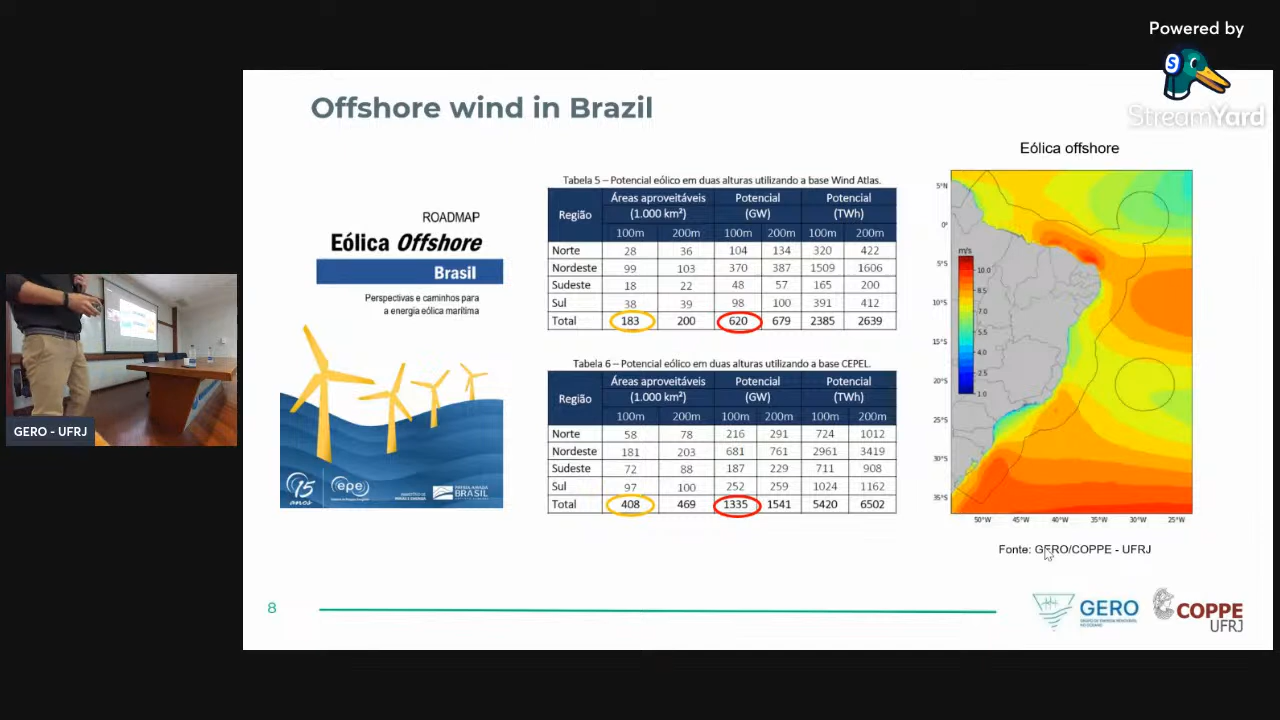 Powered by
StreamYard
Offshore wind in Brazil
ROADMAP
Eólica Offshore
Brasil
Perspectivas e caminhos para
a energia eólica marítima
15
anos
epe
BRASIL
Tabela 5 – Potencial eólico em duas alturas utilizando a base Wind Atlas.
Região Áreas aproveitáveis (1.000 km²) Potencial (GW) Potencial (TWh)
100m 200m 100m 200m 100m 200m
Norte 28 36 104 134 320 422
Nordeste 99 103 370 387 1509 1606
Sudeste 18 22 48 57 165 200
Sul 38 39 98 100 391 412
Total 183 200 620 679 2385 2639
Tabela 6 – Potencial eólico em duas alturas utilizando a base CEPEL.
Região Áreas aproveitáveis (1.000 km²) Potencial (GW) Potencial (TWh)
100m 200m 100m 200m 100m 200m
Norte 58 78 216 291 724 1012
Nordeste 181 203 681 761 2961 3419
Sudeste 72 88 187 229 711 908
Sul 97 100 252 259 1024 1162
Total 408 469 1335 1541 5420 6502
Eólica offshore
5°N
0°
5°S
10°S
15°S
20°S
25°S
30°S
35°S
m/s
10.0
8.5
7.0
5.5
4.0
2.5
1.0
50°W 45°W 40°W 35°W 30°W 25°W
Fonte: GERO/COPPE - UFRJ
GERO - UFRJ
8
GERO
COPPE
UFRJ